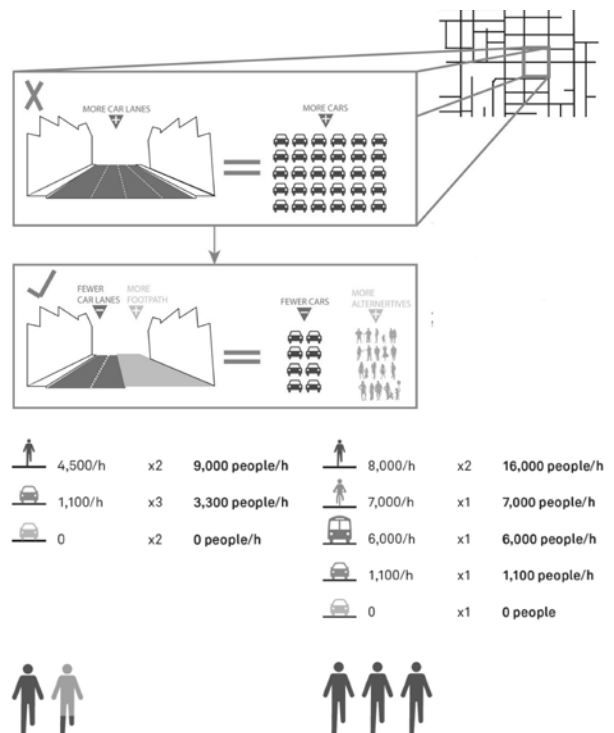 MORE CAR LANES
MORE CARS
FEWER
CAR LANES
MORE
FOOTPATH
FEWER CARS
MORE
ALTERNERTIVES
4,500/h x2 9,000 people/h
1,100/h x3 3,300 people/h
0 x2 0 people/h
8,000/h x2 16,000 people/h
7,000/h x1 7,000 people/h
6,000/h x1 6,000 people/h
1,100/h x1 1,100 people/h
0 x1 0 people